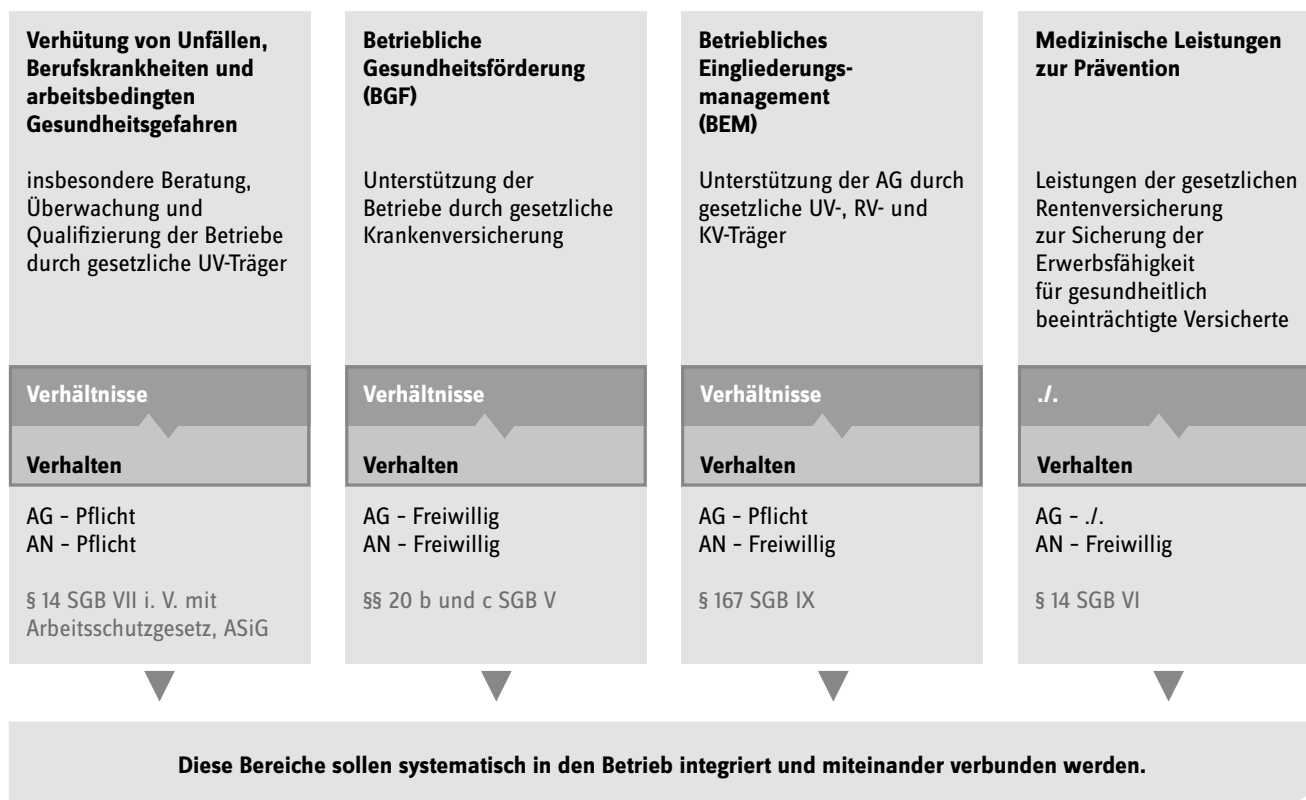 Verhütung von Unfällen,
Berufskrankheiten und
arbeitsbedingten
Gesundheitsgefahren
insbesondere Beratung,
Überwachung und
Qualifizierung der Betriebe
durch gesetzliche UV-Träger
Verhältnisse
Verhalten
AG – Pflicht
AN – Pflicht
§ 14 SGB VII i. V. mit
Arbeitsschutzgesetz, ASiG
Betriebliche
Gesundheitsförderung
(BGF)
Unterstützung der
Betriebe durch gesetzliche
Krankenversicherung
Verhältnisse
Verhalten
AG – Freiwillig
AN – Freiwillig
§§ 20 b und c SGB V
Betriebliches
Eingliederungs-
management
(BEM)
Unterstützung der AG durch
gesetzliche UV-, RV- und
KV-Träger
Verhältnisse
Verhalten
AG – Pflicht
AN – Freiwillig
§ 167 SGB IX
Medizinische Leistungen
zur Prävention
Leistungen der gesetzlichen
Rentenversicherung
zur Sicherung der
Erwerbsfähigkeit
für gesundheitlich
beeinträchtigte Versicherte
./.
Verhalten
AG – ./.
AN – Freiwillig
§ 14 SGB VI
Diese Bereiche sollen systematisch in den Betrieb integriert und miteinander verbunden werden.